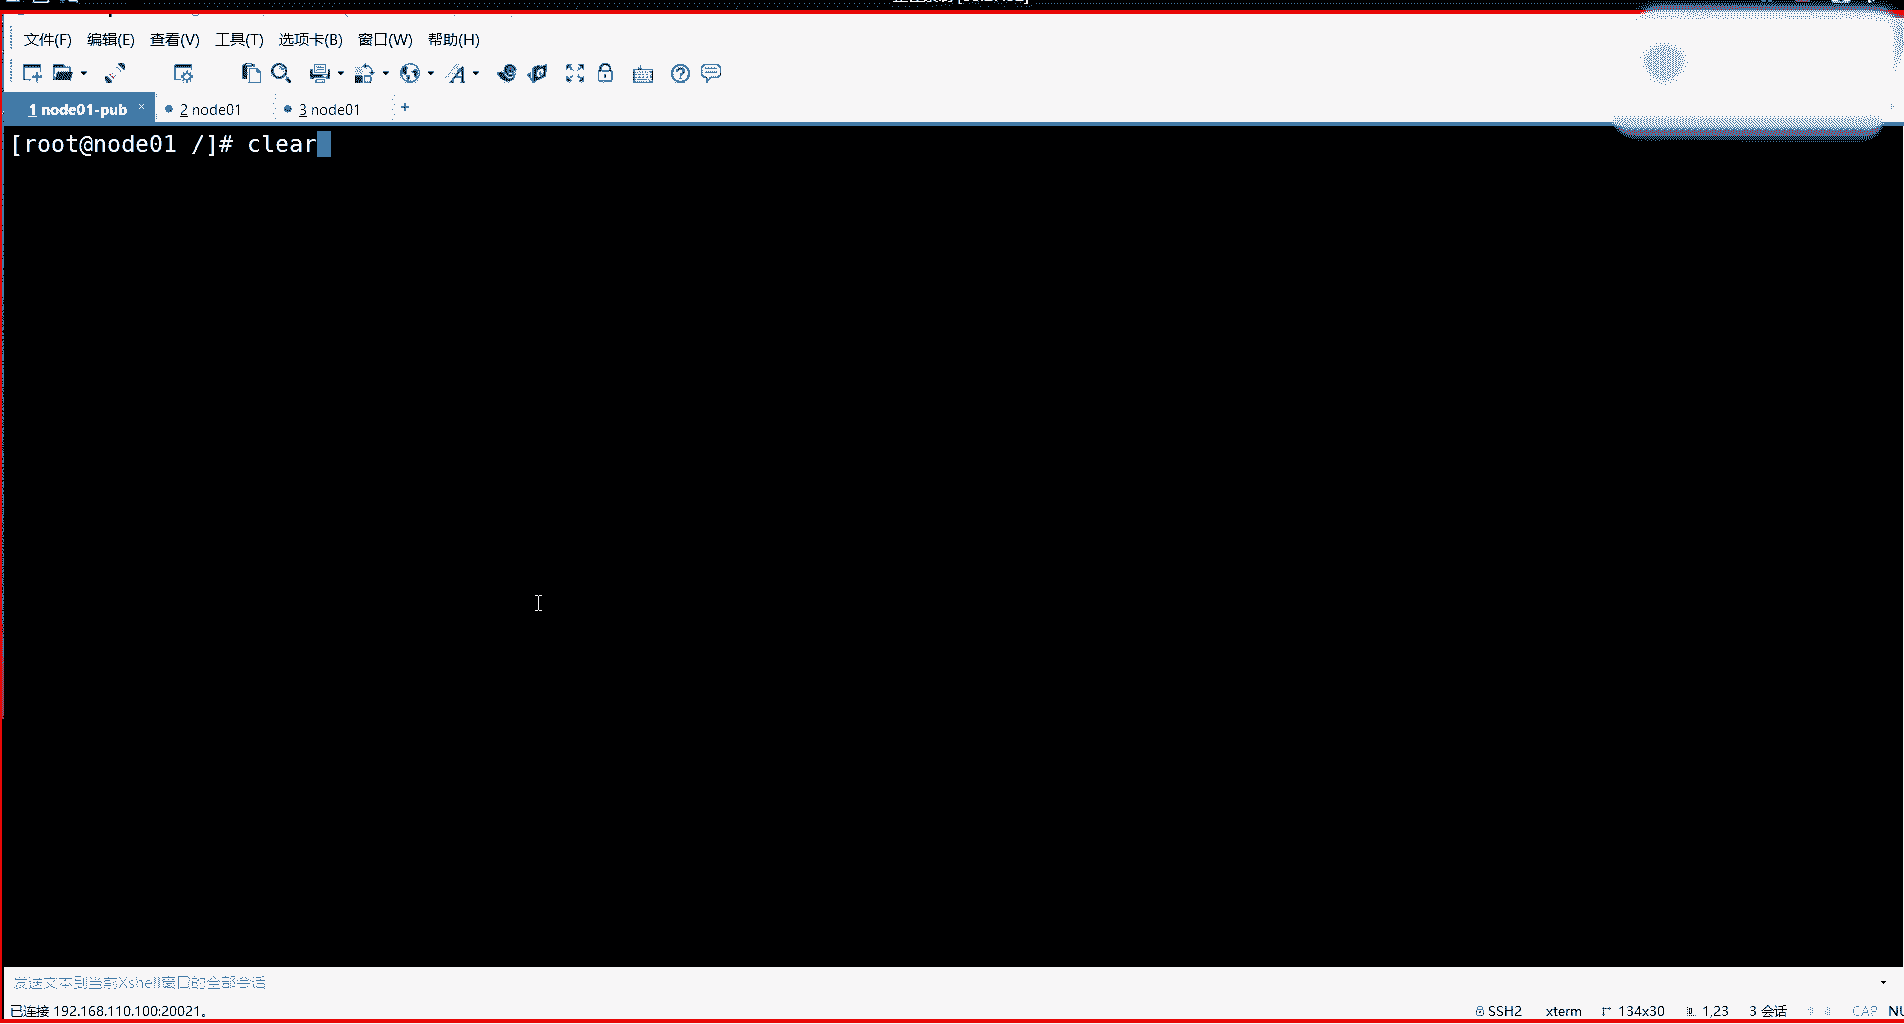 文件(F) 编辑(E) 查看(V) 工具(T) 选项卡(B) 窗口(W) 帮助(H)
1 node01-pub × 2 node01 3 node01 +
[root@node01 /]# clear
发送文本到当前Xshell窗口的全部会话
已连接 192.168.110.100:20021。 SSH2 xterm 134x30 1,23 3 会话 CAP